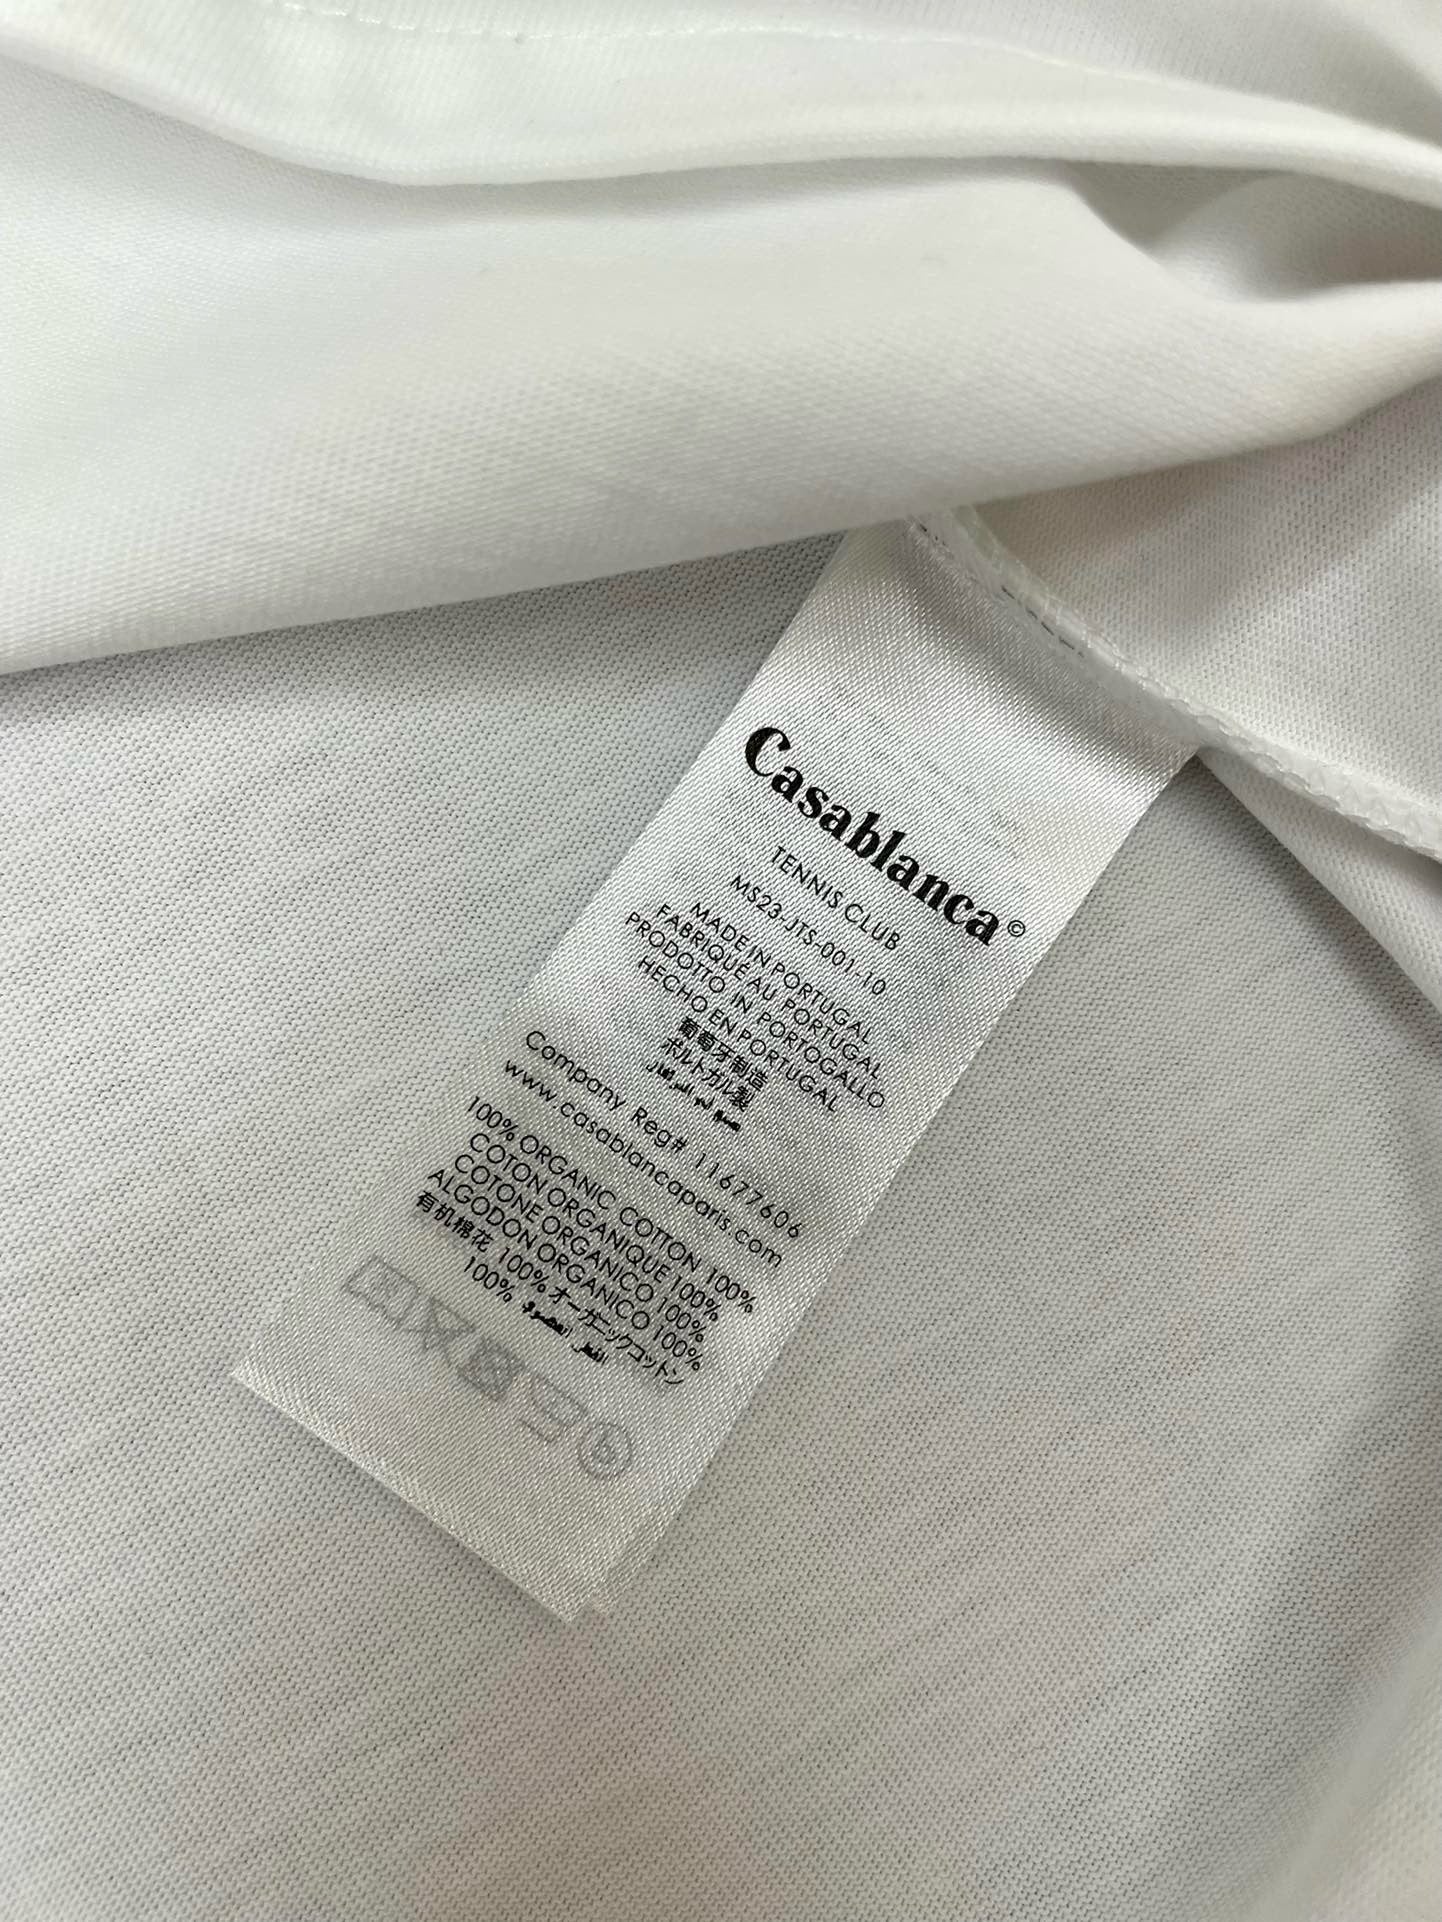 Casablanca©
TENNIS CLUB
MS23-JTS-001-10
MADE IN PORTUGAL
FABRIQUÉ AU PORTUGAL
PRODOTTO IN PORTOGALLO
HECHO EN PORTUGAL
葡萄牙制造
ポルトガル製
Company Reg# 11677606
www.casablancaparis.com
100% ORGANIC COTTON 100%
COTON ORGANIQUE 100%
COTONE ORGANICO 100%
ALGODON ORGANICO 100%
有机棉花 100% オーガニックコットン
100%